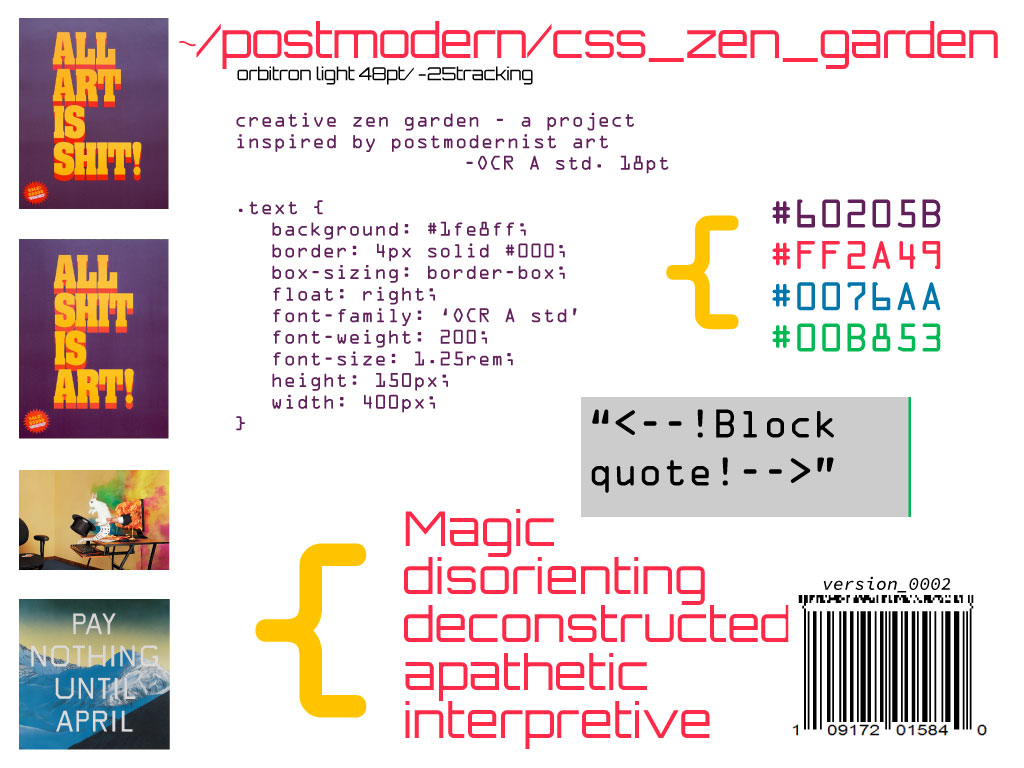 ~/postmodern/css_zen_garden
orbitron light 48pt/ -25tracking
ALL
ART
IS
SHIT!
creative zen garden - a project
inspired by postmodernist art
-OCR A std. 18pt
.text {
background: #1fe8ff;
border: 4px solid #000;
box-sizing: border-box;
float: right;
font-family: ‘OCR A std’
font-weight: 200;
font-size: 1.25rem;
height: 150px;
width: 400px;
}
{
#60205B
#FF2A49
#0076AA
#00B853
ALL
SHIT
IS
ART!
“<--!Block
quote!-->”
{
Magic
disorienting
deconstructed
apathetic
interpretive
PAY
NOTHING
UNTIL
APRIL
version_0002
1 09172 01584 0